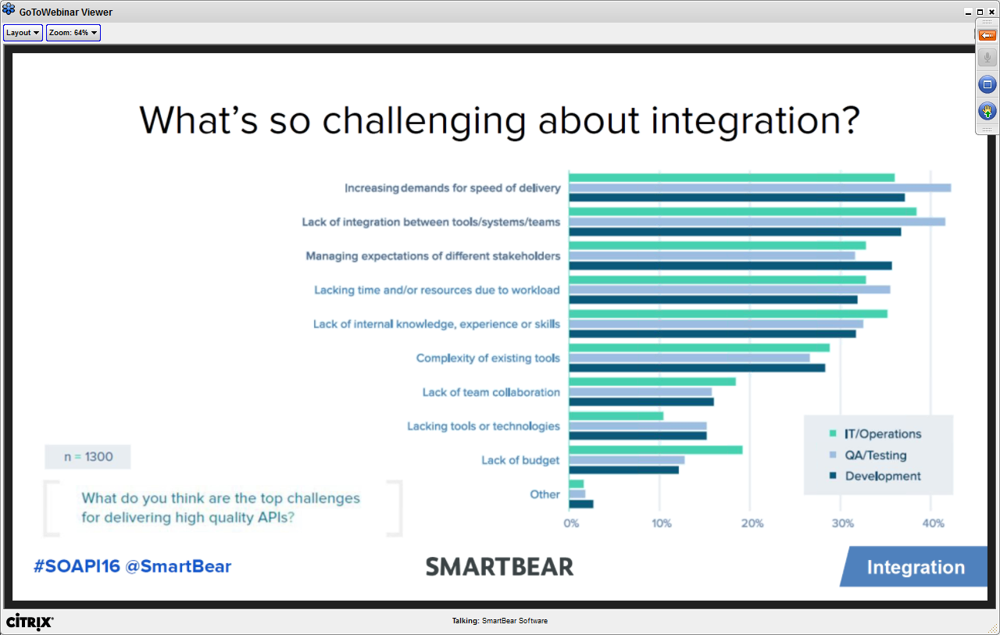 GoToWebinar Viewer
Layout
Zoom: 64%
What's so challenging about integration?
Increasing demands for speed of delivery
Lack of integration between tools/systems/teams
Managing expectations of different stakeholders
Lacking time and/or resources due to workload
Lack of internal knowledge, experience or skills
Complexity of existing tools
Lack of team collaboration
Lacking tools or technologies
Lack of budget
Other
0% 10% 20% 30% 40%
IT/Operations
QA/Testing
Development
n = 1300
What do you think are the top challenges
for delivering high quality APIs?
#SOAPI16 @SmartBear
SMARTBEAR
Integration
CITRIX
Talking: SmartBear Software